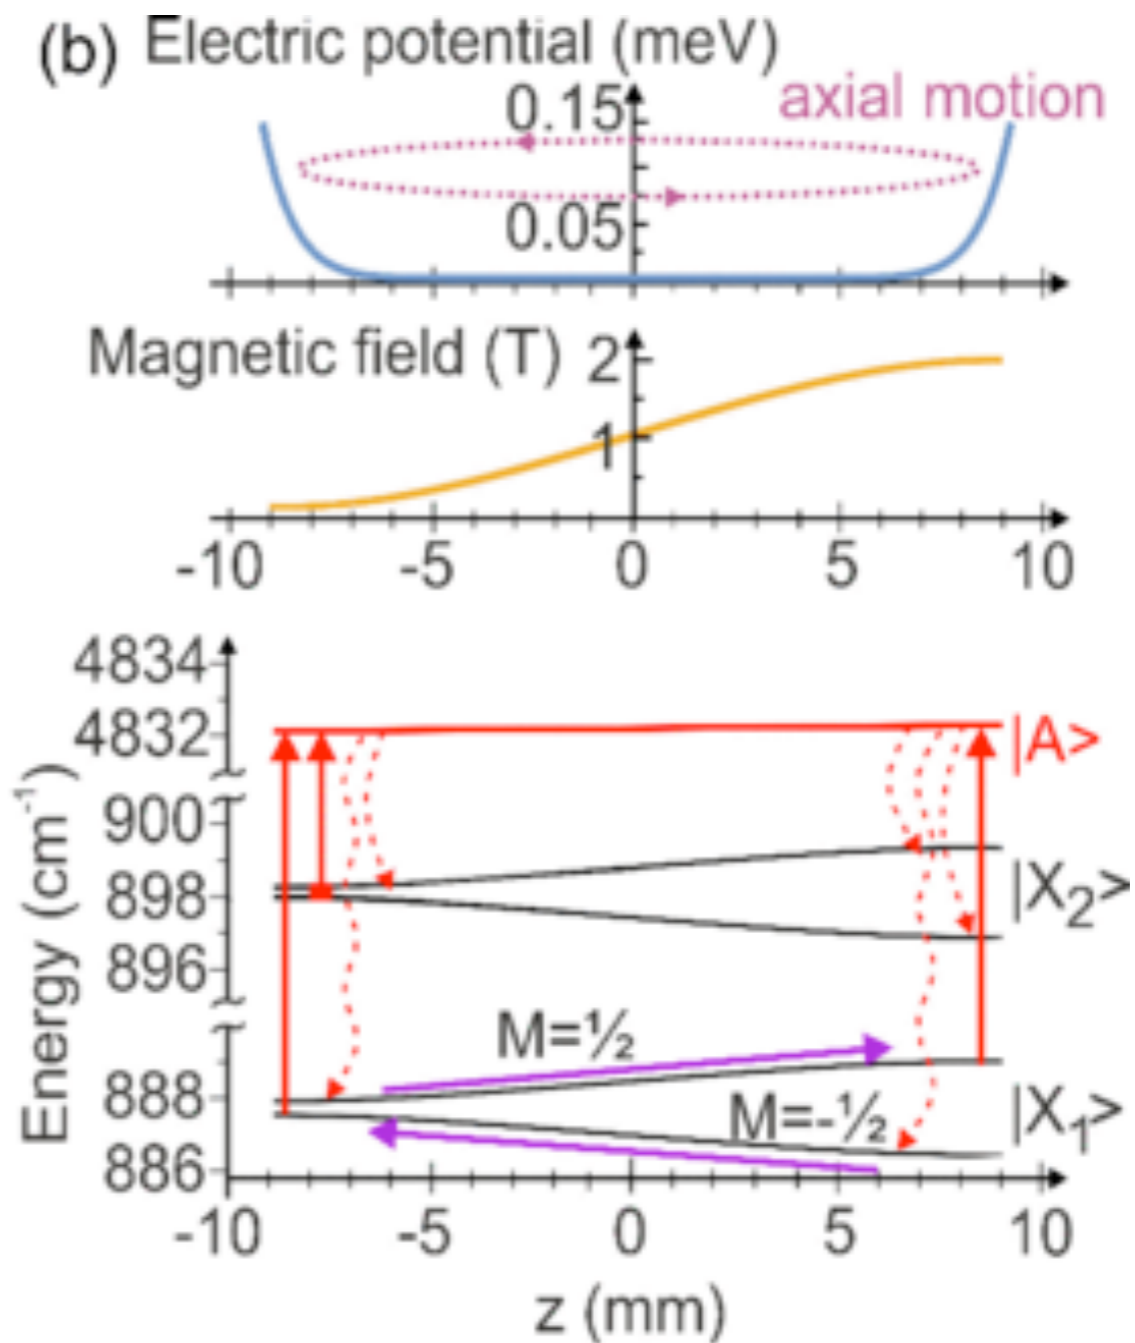 (b) Electric potential (meV)
axial motion
0.15
0.05
Magnetic field (T)
2
1
-10 -5 0 5 10
Energy (cm⁻¹)
4834
4832
900
898
896
888
886
|A>
|X₂>
|X₁>
M=½
M=-½
-10 -5 0 5 10
z (mm)